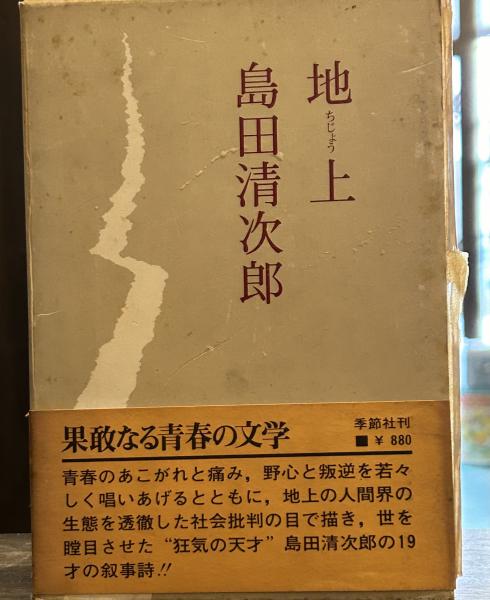 地上
ちじょう
島田清次郎
果敢なる青春の文学
季節社刊
■ ￥ 880
青春のあこがれと痛み，野心と叛逆を若々
しく唱いあげるとともに，地上の人間界の
生態を透徹した社会批判の目で描き，世を
瞠目させた“狂気の天才”島田清次郎の19
才の叙事詩!!